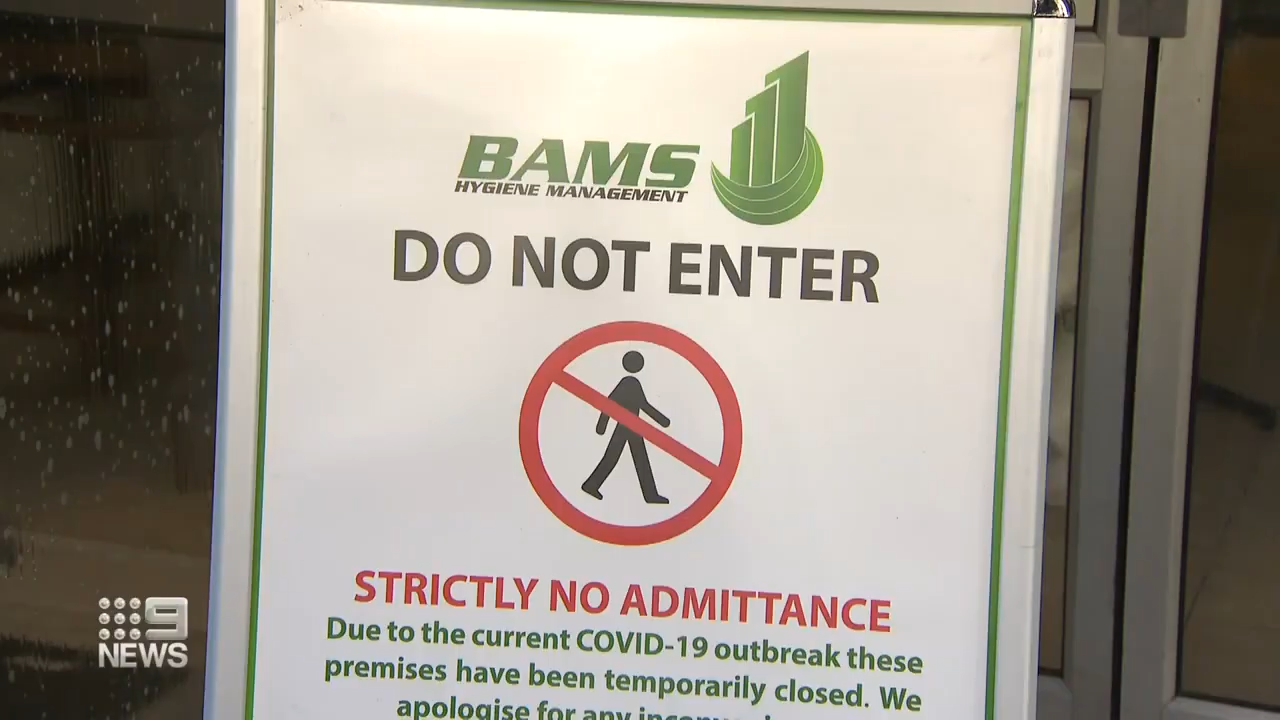 BAMS
HYGIENE MANAGEMENT
DO NOT ENTER
STRICTLY NO ADMITTANCE
Due to the current COVID-19 outbreak these
premises have been temporarily closed. We
apologise for any
9
NEWS